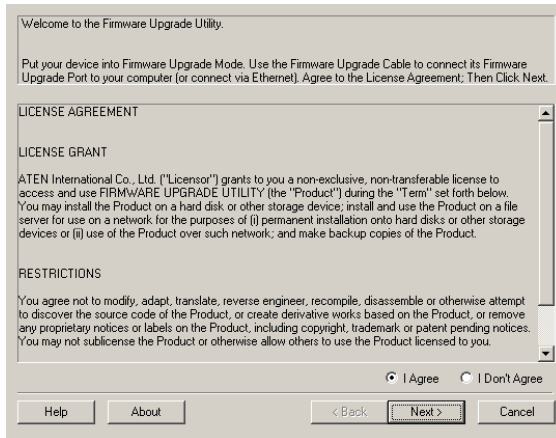 Welcome to the Firmware Upgrade Utility.
Put your device into Firmware Upgrade Mode. Use the Firmware Upgrade Cable to connect its Firmware
Upgrade Port to your computer (or connect via Ethernet). Agree to the License Agreement; Then Click Next.
LICENSE AGREEMENT
LICENSE GRANT
ATEN International Co., Ltd. ("Licensor") grants to you a non-exclusive, non-transferable license to
access and use FIRMWARE UPGRADE UTILITY (the "Product") during the "Term" set forth below.
You may install the Product on a hard disk or other storage device; install and use the Product on a file
server for use on a network for the purposes of (i) permanent installation onto hard disks or other storage
devices or (ii) use of the Product over such network; and make backup copies of the Product.
RESTRICTIONS
You agree not to modify, adapt, translate, reverse engineer, recompile, disassemble or otherwise attempt
to discover the source code of the Product, or create derivative works based on the Product, or remove
any proprietary notices or labels on the Product, including copyright, trademark or patent pending notices.
You may not sublicense the Product or otherwise allow others to use the Product licensed to you.
I Agree I Don't Agree
Help About < Back Next > Cancel